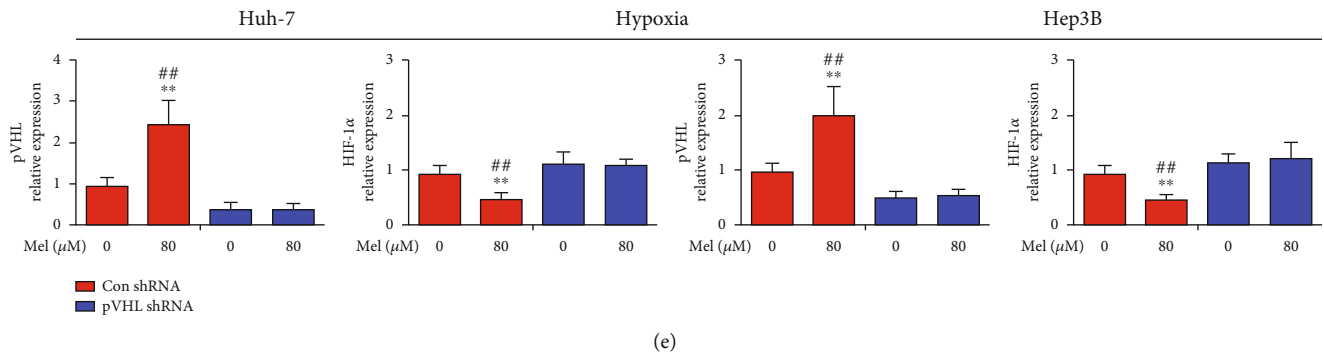 Huh-7 Hypoxia Hep3B
pVHL
relative expression
4
3
2
1
0
##
**
Mel (μM) 0 80 0 80
HIF-1α
relative expression
3
2
1
0
##
**
0 80 0 80
pVHL
relative expression
3
2
1
0
##
**
Mel (μM) 0 80 0 80
HIF-1α
relative expression
3
2
1
0
##
**
Mel (μM) 0 80 0 80
Con shRNA
pVHL shRNA
(e)